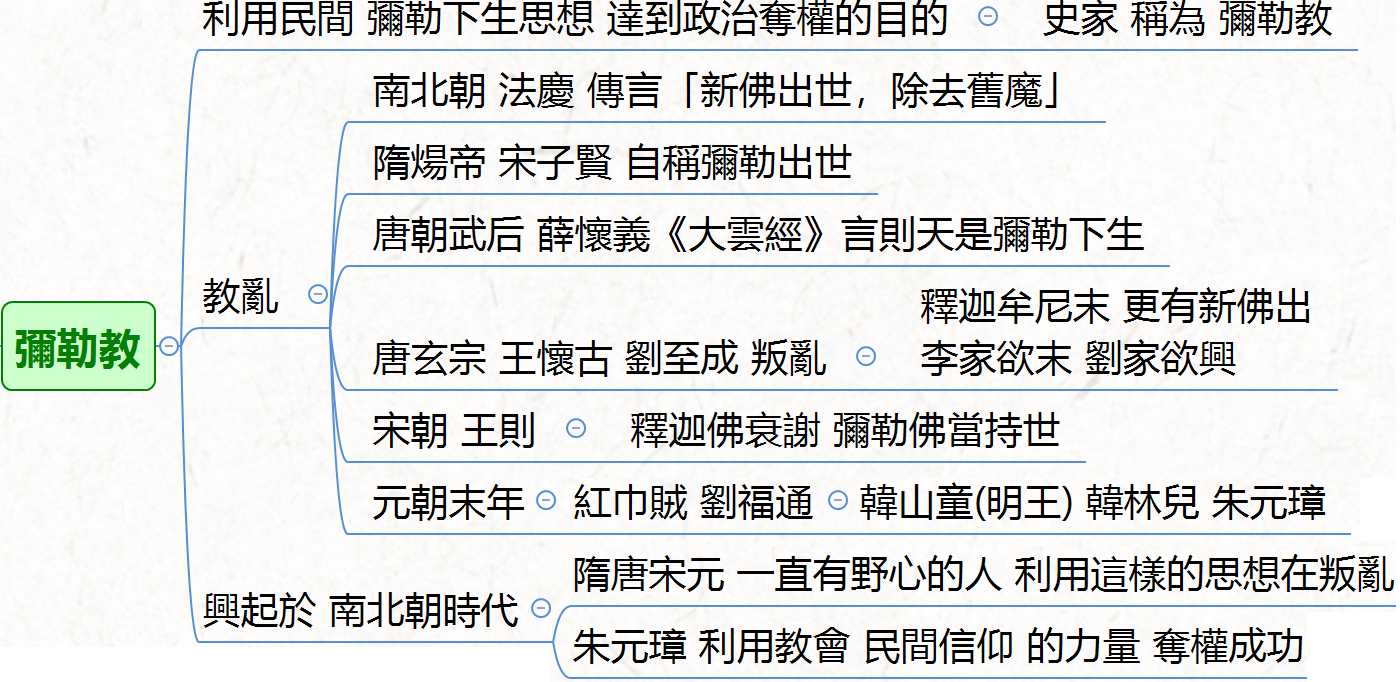 利用民間 彌勒下生思想 達到政治奪權的目的 史家 稱為 彌勒教
南北朝 法慶 傳言「新佛出世，除去舊魔」
隋煬帝 宋子賢 自稱彌勒出世
唐朝武后 薛懷義《大雲經》言則天是彌勒下生
教亂
釋迦牟尼末 更有新佛出
唐玄宗 王懷古 劉至成 叛亂 李家欲末 劉家欲興
彌勒教
宋朝 王則 釋迦佛衰謝 彌勒佛當持世
元朝末年 紅巾賊 劉福通 韓山童(明王) 韓林兒 朱元璋
隋唐宋元 一直有野心的人 利用這樣的思想在叛亂
興起於 南北朝時代
朱元璋 利用教會 民間信仰 的力量 奪權成功